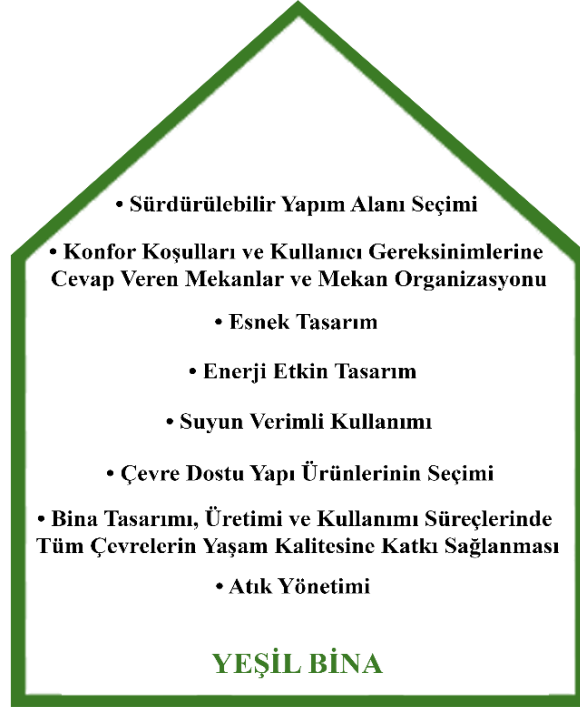 • Sürdürülebilir Yapım Alanı Seçimi
• Konfor Koşulları ve Kullanıcı Gereksinimlerine
Cevap Veren Mekanlar ve Mekan Organizasyonu
• Esnek Tasarım
• Enerji Etkin Tasarım
• Suyun Verimli Kullanımı
• Çevre Dostu Yapı Ürünlerinin Seçimi
• Bina Tasarımı, Üretimi ve Kullanımı Süreçlerinde
Tüm Çevrelerin Yaşam Kalitesine Katkı Sağlanması
• Atık Yönetimi
YEŞİL BİNA